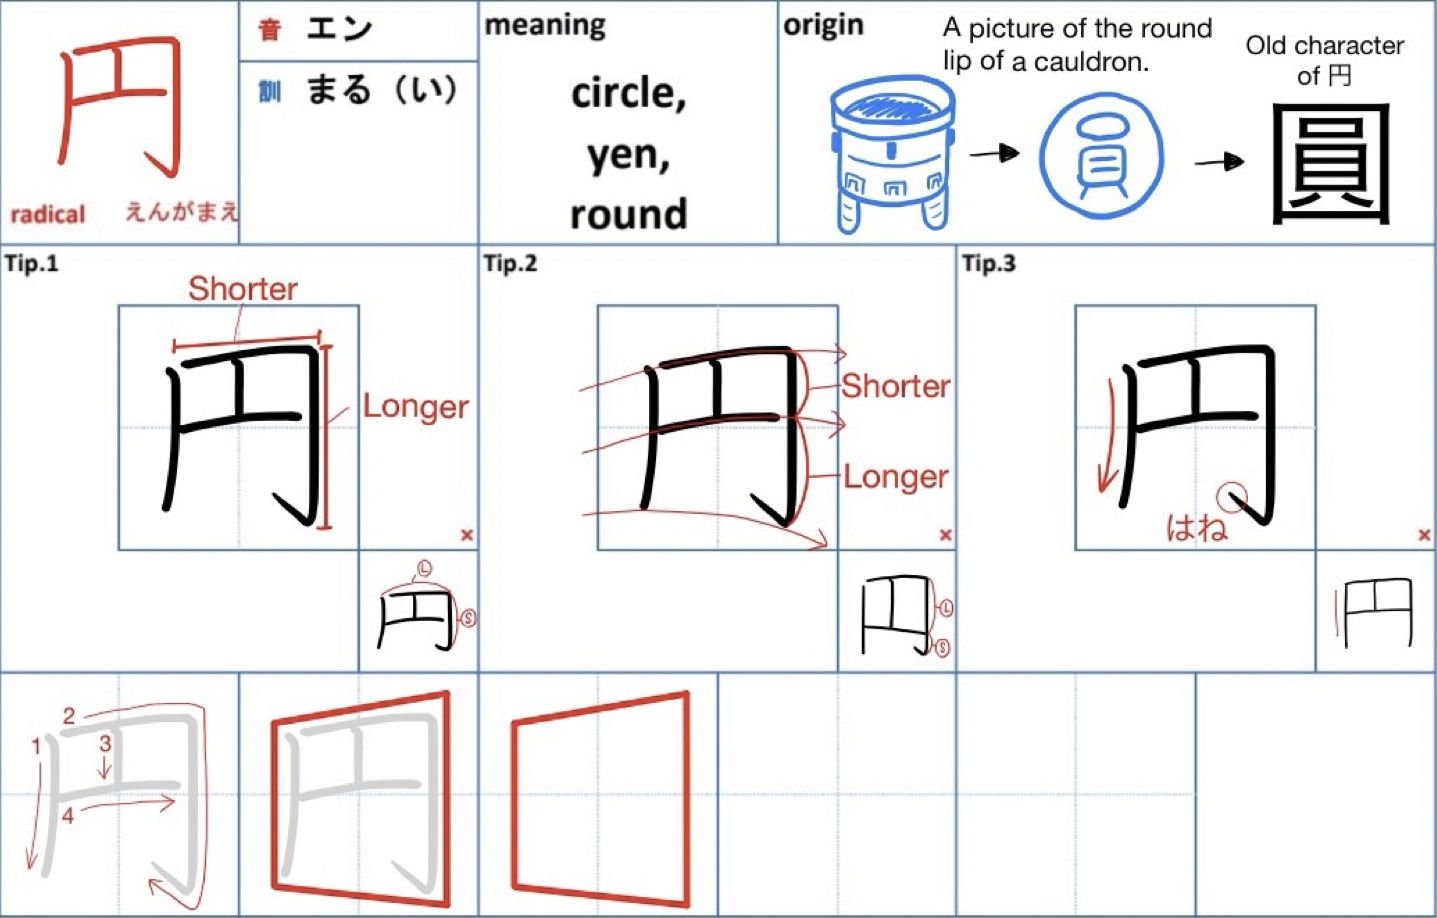 円
radical えんがまえ
音 エン
訓 まる（い）
meaning
circle,
yen,
round
origin
A picture of the round
lip of a cauldron.
員
Old character
of 円
圓
Tip.1
Shorter
円
Longer
×
L
円
S
Tip.2
円
Shorter
Longer
×
円
L
S
Tip.3
円
はね
×
円
1
2
3
4
円
円